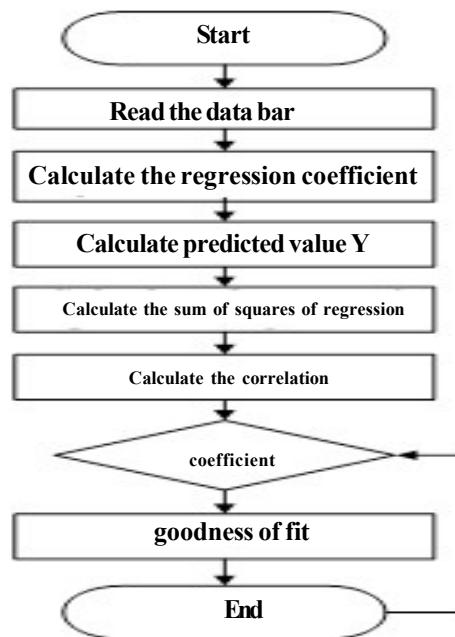 Start
Read the data bar
Calculate the regression coefficient
Calculate predicted value Y
Calculate the sum of squares of regression
Calculate the correlation
coefficient
goodness of fit
End